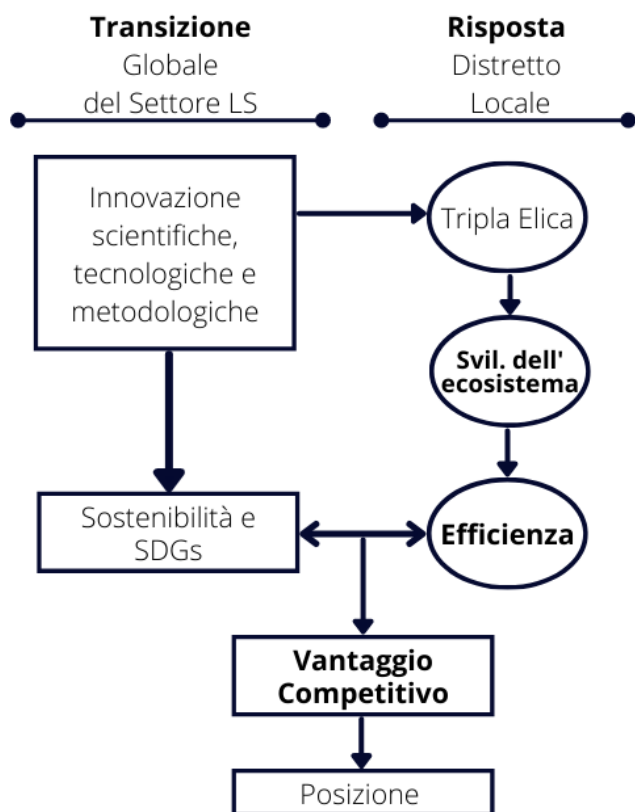 Transizione
Globale
del Settore LS
Risposta
Distretto
Locale
Innovazione
scientifiche,
tecnologiche e
metodologiche
Tripla Elica
Svil. dell'
ecosistema
Sostenibilità e
SDGs
Efficienza
Vantaggio
Competitivo
Posizione